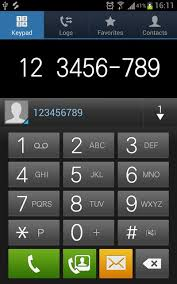 16:11
Keypad Logs Favorites Contacts
12 3456-789
123456789 1
1 2 ABC 3 DEF
4 GHI 5 JKL 6 MNO
7 PQRS 8 TUV 9 WXYZ
* P 0 + #